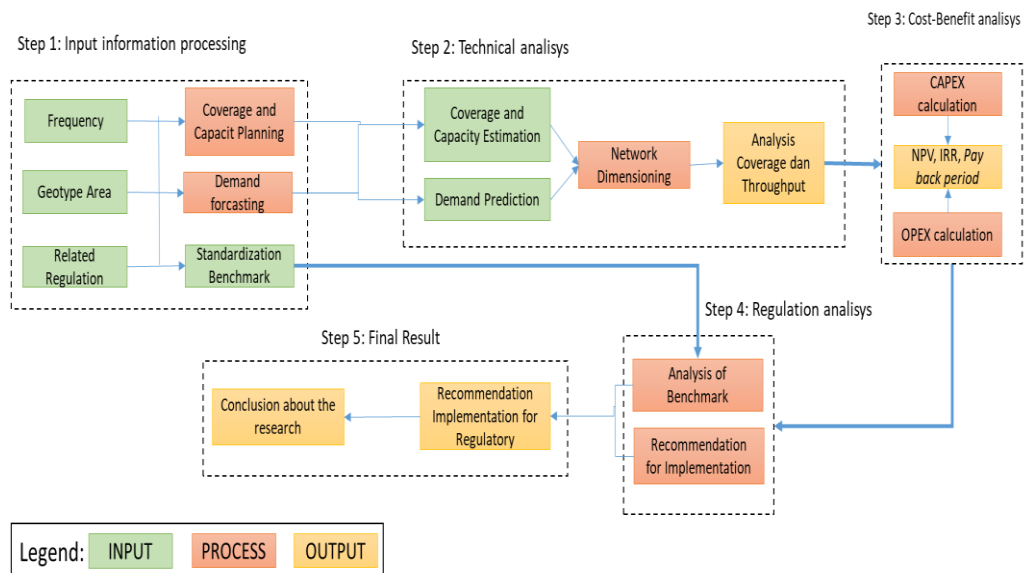 Step 1: Input information processing
Frequency
Geotype Area
Related
Regulation
Coverage and
Capacit Planning
Demand
forcasting
Standardization
Benchmark
Step 2: Technical analisys
Coverage and
Capacity Estimation
Demand Prediction
Network
Dimensioning
Analysis
Coverage dan
Throughput
Step 3: Cost-Benefit analisys
CAPEX
calculation
NPV, IRR, Pay
back period
OPEX calculation
Step 4: Regulation analisys
Analysis of
Benchmark
Recommendation
for Implementation
Step 5: Final Result
Recommendation
Implementation for
Regulatory
Conclusion about the
research
Legend: INPUT PROCESS OUTPUT